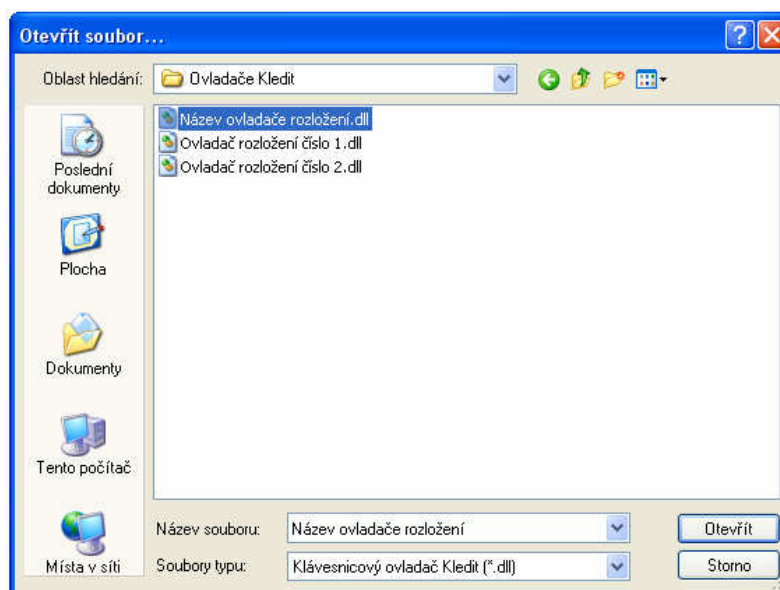 Otevřít soubor...
Oblast hledání:
Ovladače Kledit
Poslední
dokumenty
Plocha
Dokumenty
Tento počítač
Místa v síti
Název ovladače rozložení.dll
Ovladač rozložení číslo 1.dll
Ovladač rozložení číslo 2.dll
Název souboru:
Název ovladače rozložení
Otevřít
Soubory typu:
Klávesnicový ovladač Kledit (*.dll)
Storno